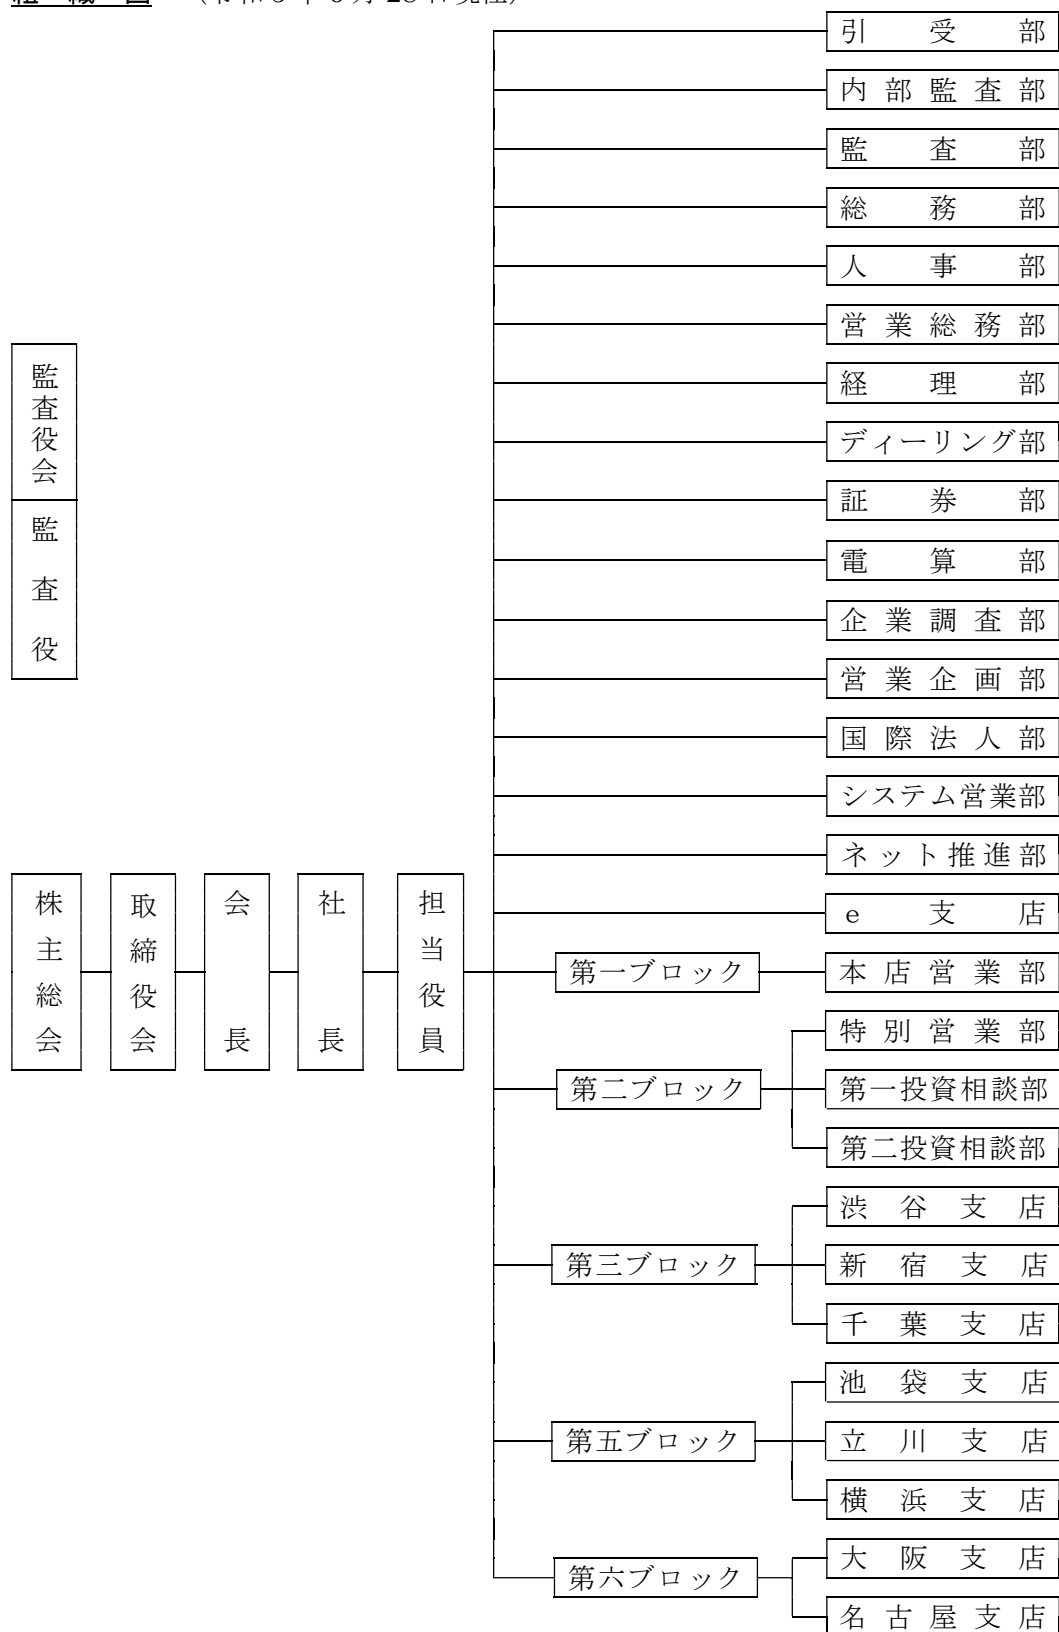 引受部
内部監査部
監査部
総務部
人事部
営業総務部
経理部
ディーリング部
証券部
電算部
企業調査部
営業企画部
国際法人部
システム営業部
ネット推進部
e支店
監査役会
監査役
株主総会
取締役会
会長
社長
担当役員
第一ブロック
本店営業部
第二ブロック
特別営業部
第一投資相談部
第二投資相談部
第三ブロック
渋谷支店
新宿支店
千葉支店
第五ブロック
池袋支店
立川支店
横浜支店
第六ブロック
大阪支店
名古屋支店